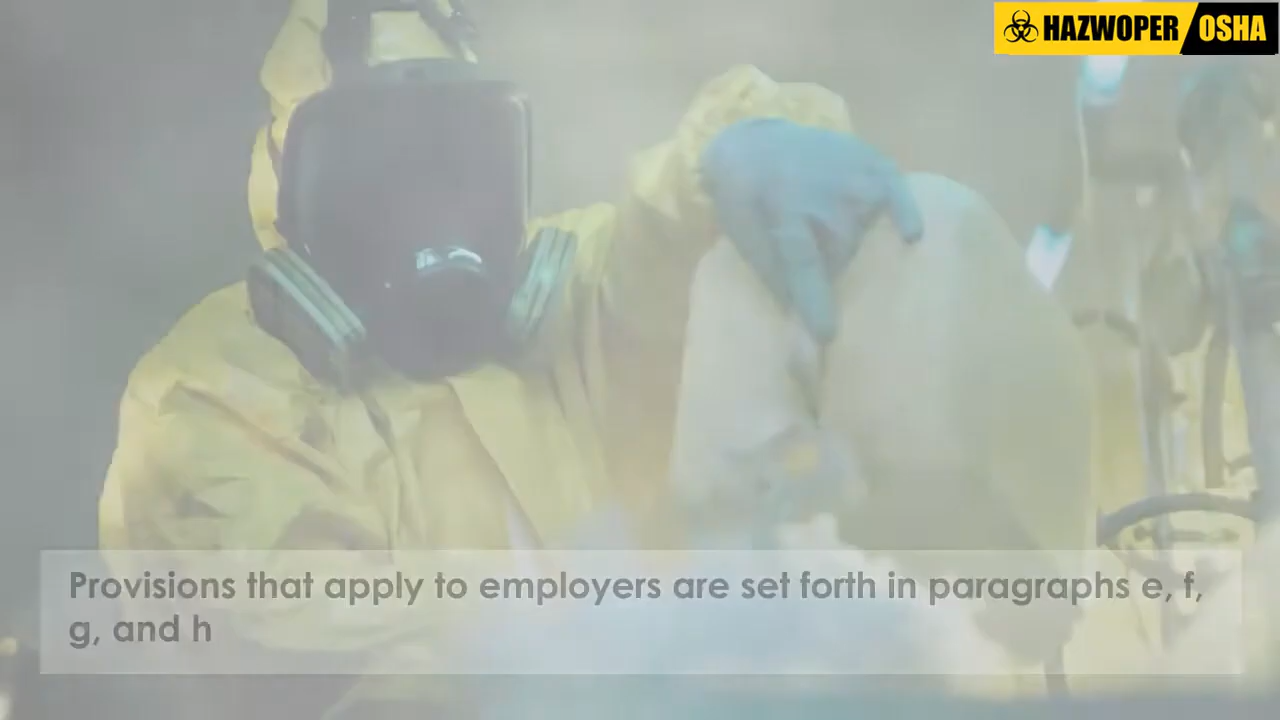 HAZWOPER OSHA
Provisions that apply to employers are set forth in paragraphs e, f,
g, and h